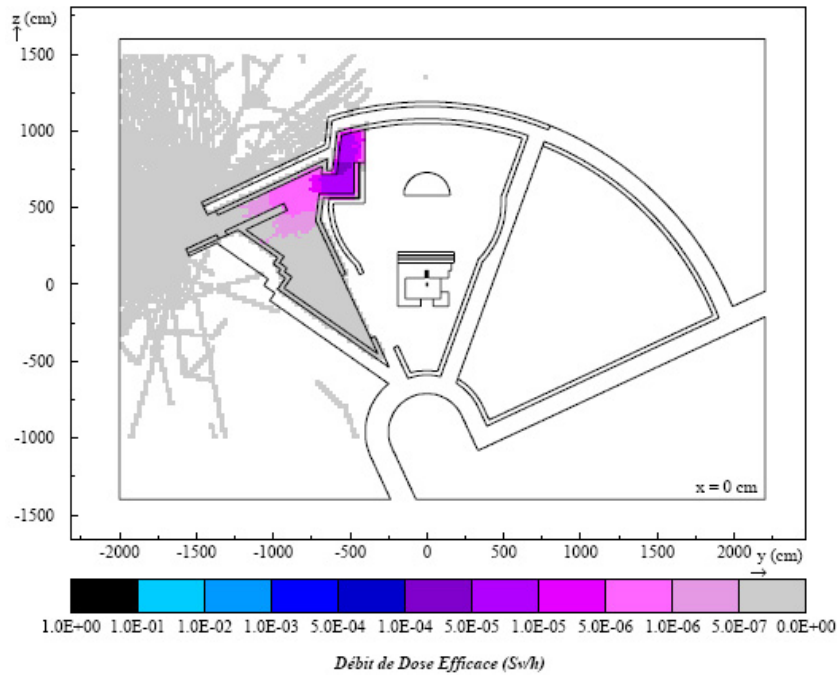 z (cm)
↑
1500
1000
500
0
-500
-1000
-1500
x = 0 cm
-2000 -1500 -1000 -500 0 500 1000 1500 2000 y (cm)
→
1.0E+00 1.0E-01 1.0E-02 1.0E-03 5.0E-04 1.0E-04 5.0E-05 1.0E-05 5.0E-06 1.0E-06 5.0E-07 0.0E+00
Débit de Dose Efficace (Sv/h)